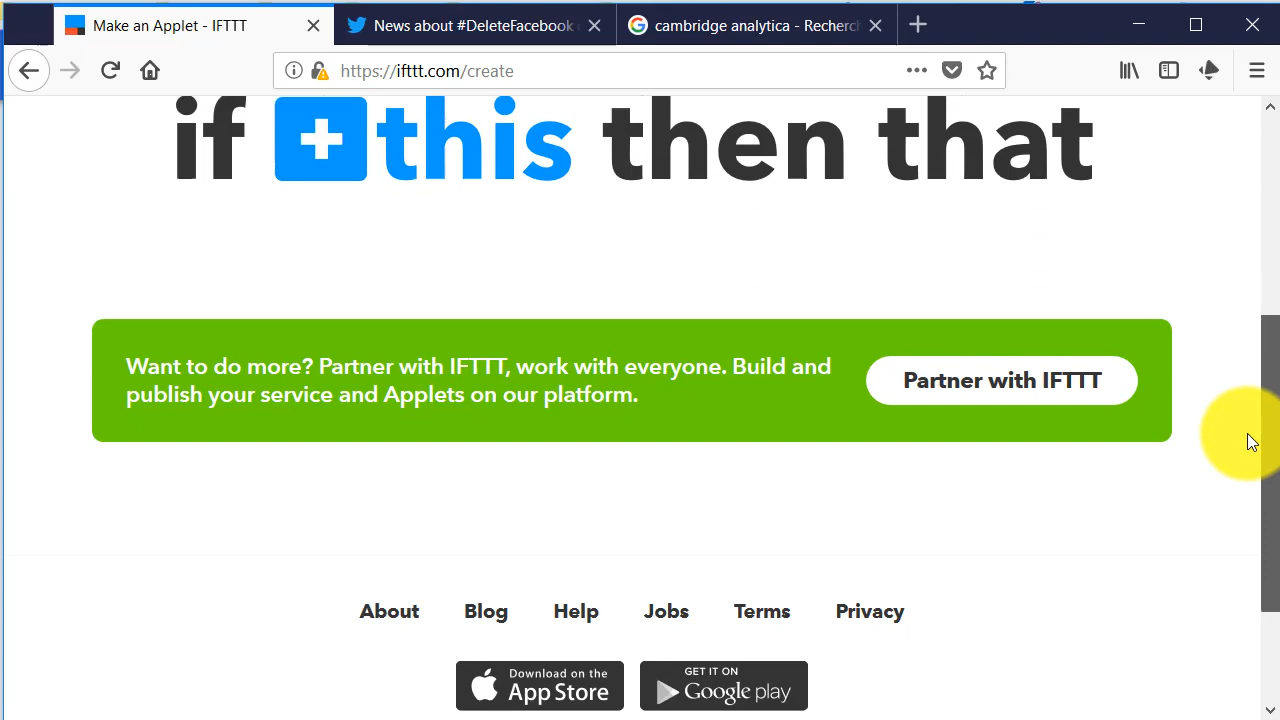 Make an Applet - IFTTT
News about #DeleteFacebook
cambridge analytica - Recherc
https://ifttt.com/create
if this then that
Want to do more? Partner with IFTTT, work with everyone. Build and
publish your service and Applets on our platform.
Partner with IFTTT
About Blog Help Jobs Terms Privacy
Download on the
App Store
GET IT ON
Google play